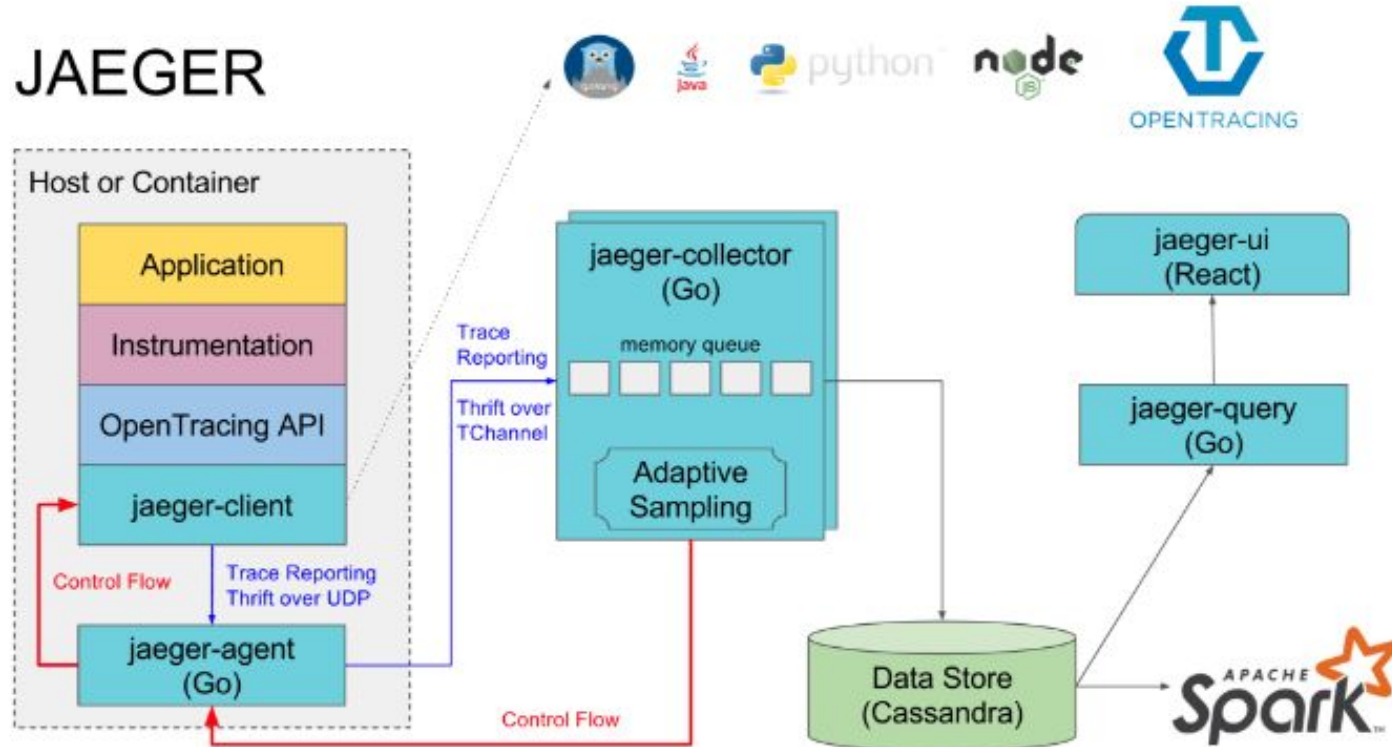 JAEGER
java
python
node
JS
OPENTRACING
Host or Container
Application
Instrumentation
OpenTracing API
jaeger-client
Control Flow
Trace Reporting
Thrift over UDP
jaeger-agent
(Go)
Trace
Reporting
Thrift over
TChannel
jaeger-collector
(Go)
memory queue
Adaptive
Sampling
Control Flow
Data Store
(Cassandra)
jaeger-ui
(React)
jaeger-query
(Go)
APACHE
Spark
TM